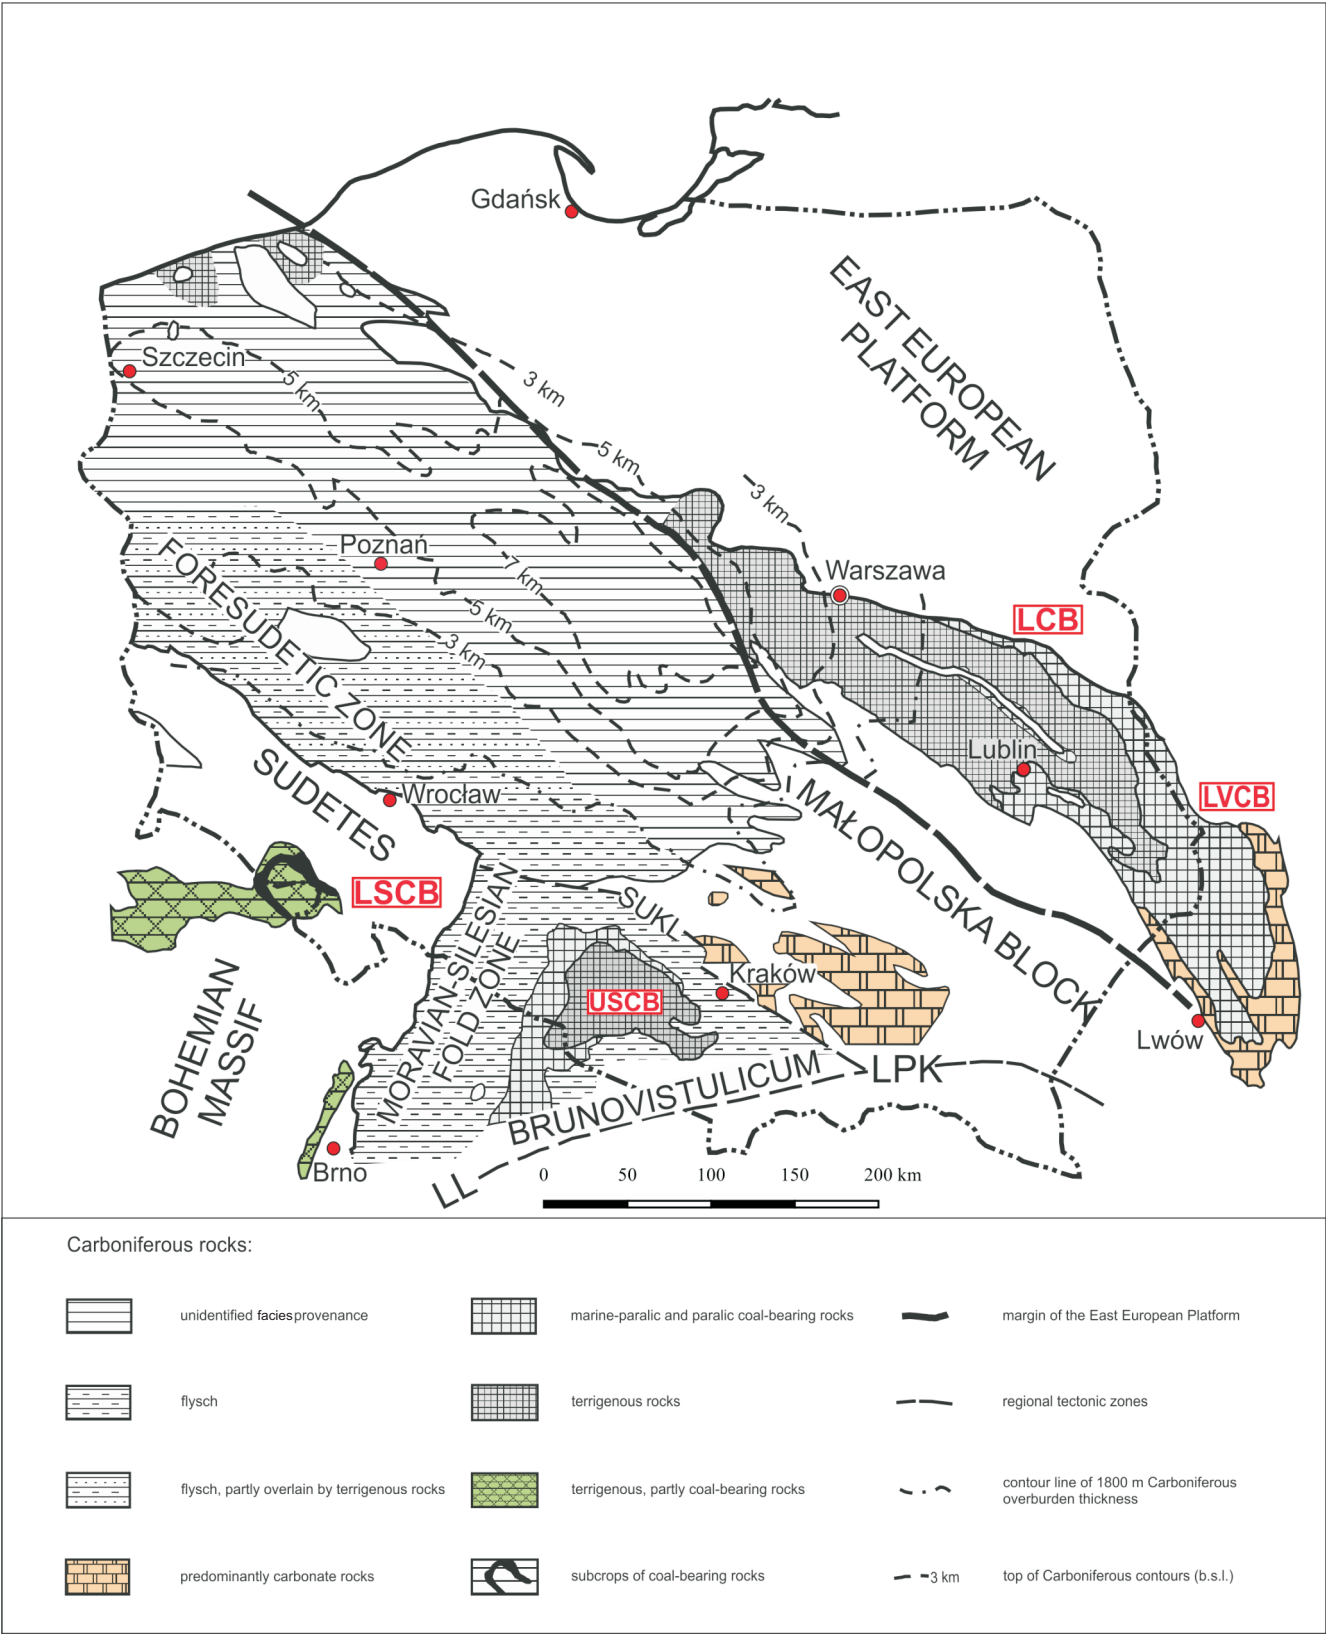 Gdańsk
EAST EUROPEAN
PLATFORM
Szczecin
5 km
3 km
5 km
3 km
Poznań
FORESUDETIC ZONE
7 km
5 km
3 km
Warszawa
LCB
Lublin
SUDETES
Wrocław
MAŁOPOLSKA BLOCK
LVCB
LSCB
MORAVIAN-SILESIAN
FOLD ZONE
SUKL
Kraków
USCB
BOHEMIAN
MASSIF
Lwów
LPK
BRUNOVISTULICUM
Brno
LL
0 50 100 150 200 km
Carboniferous rocks:
unidentified facies provenance
marine-paralic and paralic coal-bearing rocks
margin of the East European Platform
flysch
terrigenous rocks
regional tectonic zones
flysch, partly overlain by terrigenous rocks
terrigenous, partly coal-bearing rocks
contour line of 1800 m Carboniferous
overburden thickness
predominantly carbonate rocks
subcrops of coal-bearing rocks
3 km
top of Carboniferous contours (b.s.l.)